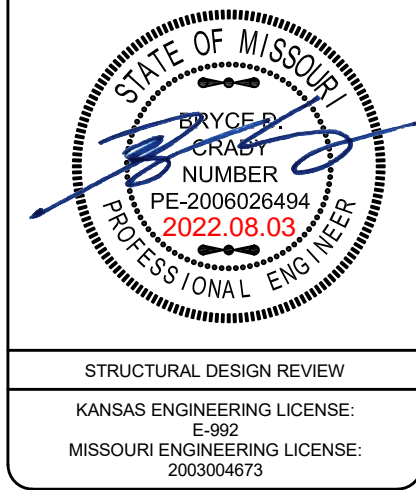 STATE OF MISSOURI
BRYCE D.
CRADY
NUMBER
PE-2006026494
2022.08.03
PROFESSIONAL ENGINEER
STRUCTURAL DESIGN REVIEW
KANSAS ENGINEERING LICENSE:
E-992
MISSOURI ENGINEERING LICENSE:
2003004673